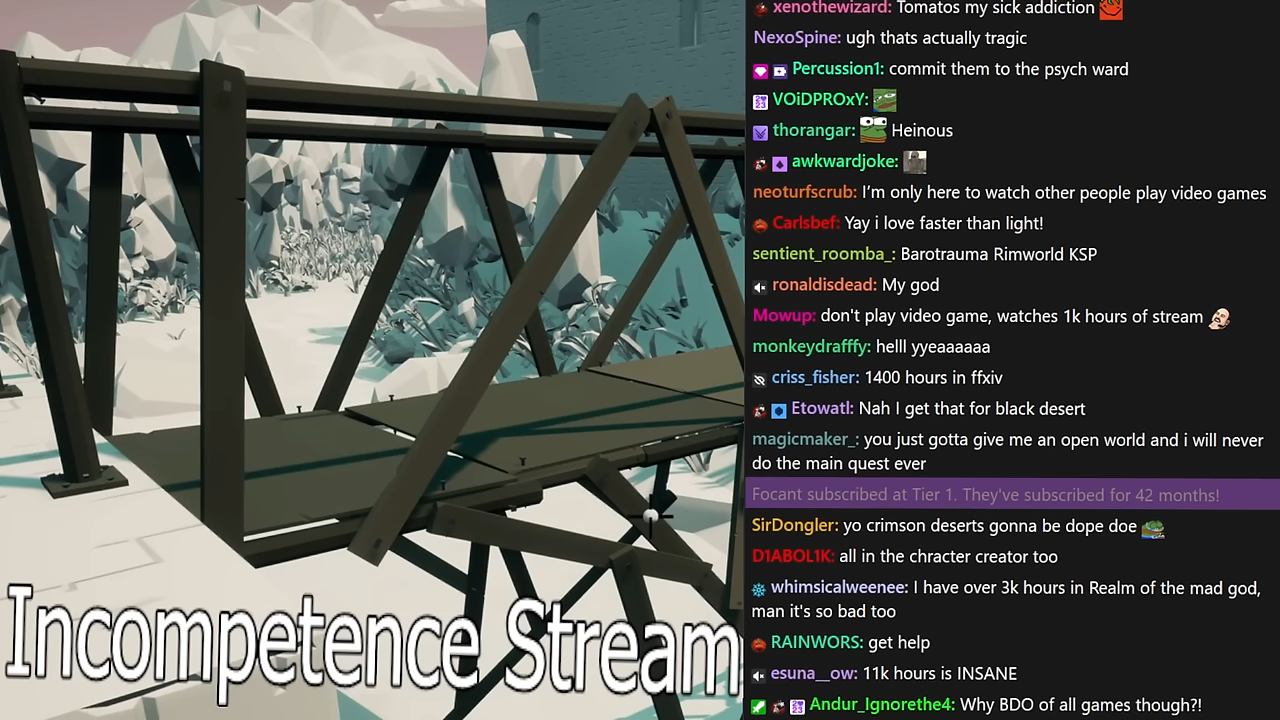 xenothewizard: Tomatos my sick addiction
NexoSpine: ugh thats actually tragic
Percussion1: commit them to the psych ward
VOiDPROxY:
thorangar: Heinous
awkwardjoke:
neoturfscrub: I’m only here to watch other people play video games
Carlsbef: Yay i love faster than light!
sentient_roomba_: Barotrauma Rimworld KSP
ronaldisdead: My god
Mowup: don't play video game, watches 1k hours of stream
monkeydrafffy: helll yyeaaaaaa
criss_fisher: 1400 hours in ffxiv
Etowatl: Nah I get that for black desert
magicmaker_: you just gotta give me an open world and i will never
do the main quest ever
Focant subscribed at Tier 1. They've subscribed for 42 months!
SirDongler: yo crimson deserts gonna be dope doe
D1ABOL1K: all in the chracter creator too
whimsicalweenee: I have over 3k hours in Realm of the mad god,
man it's so bad too
RAINWORS: get help
esuna__ow: 11k hours is INSANE
Andur_Ignorethe4: Why BDO of all games though?!
Incompetence Stream